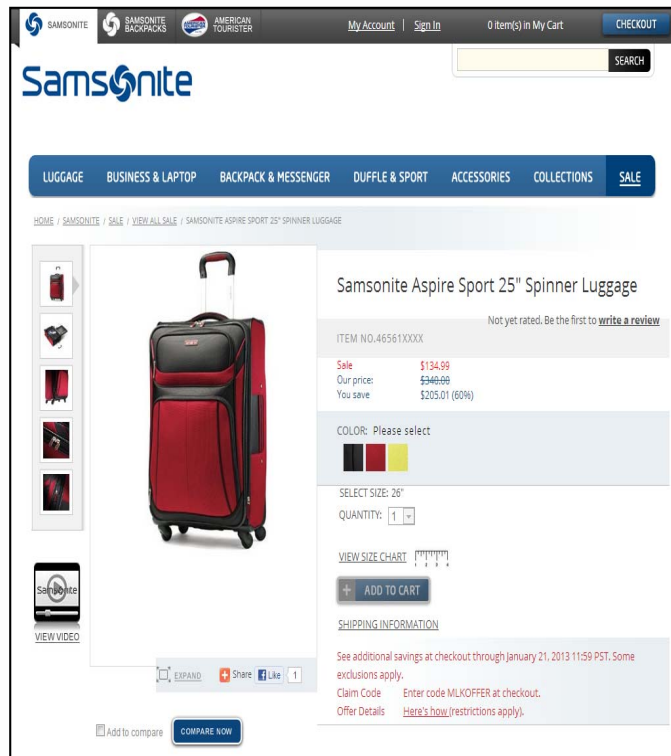 SAMSONITE
SAMSONITE BACKPACKS
AMERICAN TOURISTER
My Account | Sign In
0 item(s) in My Cart
CHECKOUT
SEARCH
Samsonite
LUGGAGE BUSINESS & LAPTOP BACKPACK & MESSENGER DUFFLE & SPORT ACCESSORIES COLLECTIONS SALE
HOME / SAMSONITE / SALE / VIEW ALL SALE / SAMSONITE ASPIRE SPORT 25" SPINNER LUGGAGE
Samsonite Aspire Sport 25" Spinner Luggage
Not yet rated. Be the first to write a review
ITEM NO.46561XXXX
Sale $134.99
Our price: $340.00
You save $205.01 (60%)
COLOR: Please select
SELECT SIZE: 26"
QUANTITY: 1
VIEW SIZE CHART
+ ADD TO CART
SHIPPING INFORMATION
Samsonite
VIEW VIDEO
EXPAND
Share
Like 1
See additional savings at checkout through January 21, 2013 11:59 PST. Some
exclusions apply.
Claim Code Enter code MLKOFFER at checkout.
Offer Details Here's how (restrictions apply).
Add to compare
COMPARE NOW